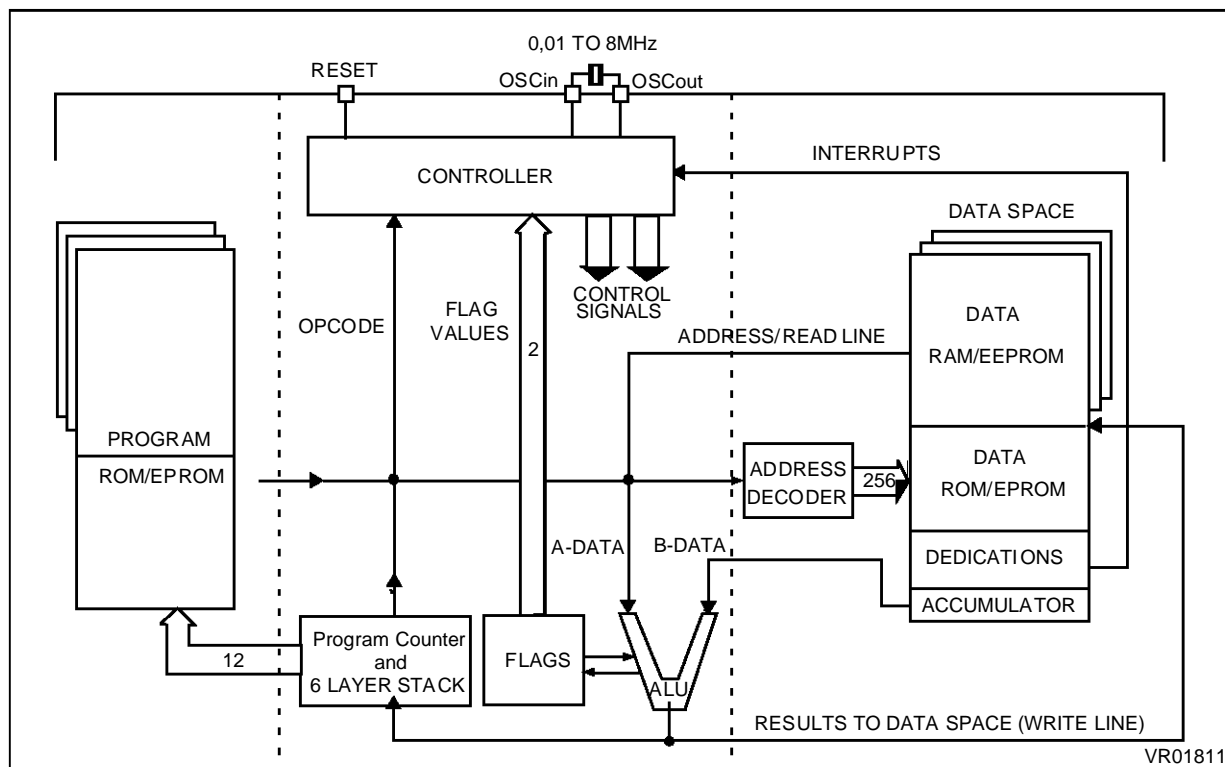 0,01 TO 8MHz
RESET
OSCin
OSCout
INTERRUPTS
CONTROLLER
DATA SPACE
CONTROL
SIGNALS
OPCODE
FLAG
VALUES
2
DATA
RAM/EEPROM
ADDRESS/READ LINE
PROGRAM
ROM/EPROM
ADDRESS
DECODER
256
DATA
ROM/EPROM
A-DATA
B-DATA
DEDICATIONS
ACCUMULATOR
12
Program Counter
and
6 LAYER STACK
FLAGS
ALU
RESULTS TO DATA SPACE (WRITE LINE)
VR01811